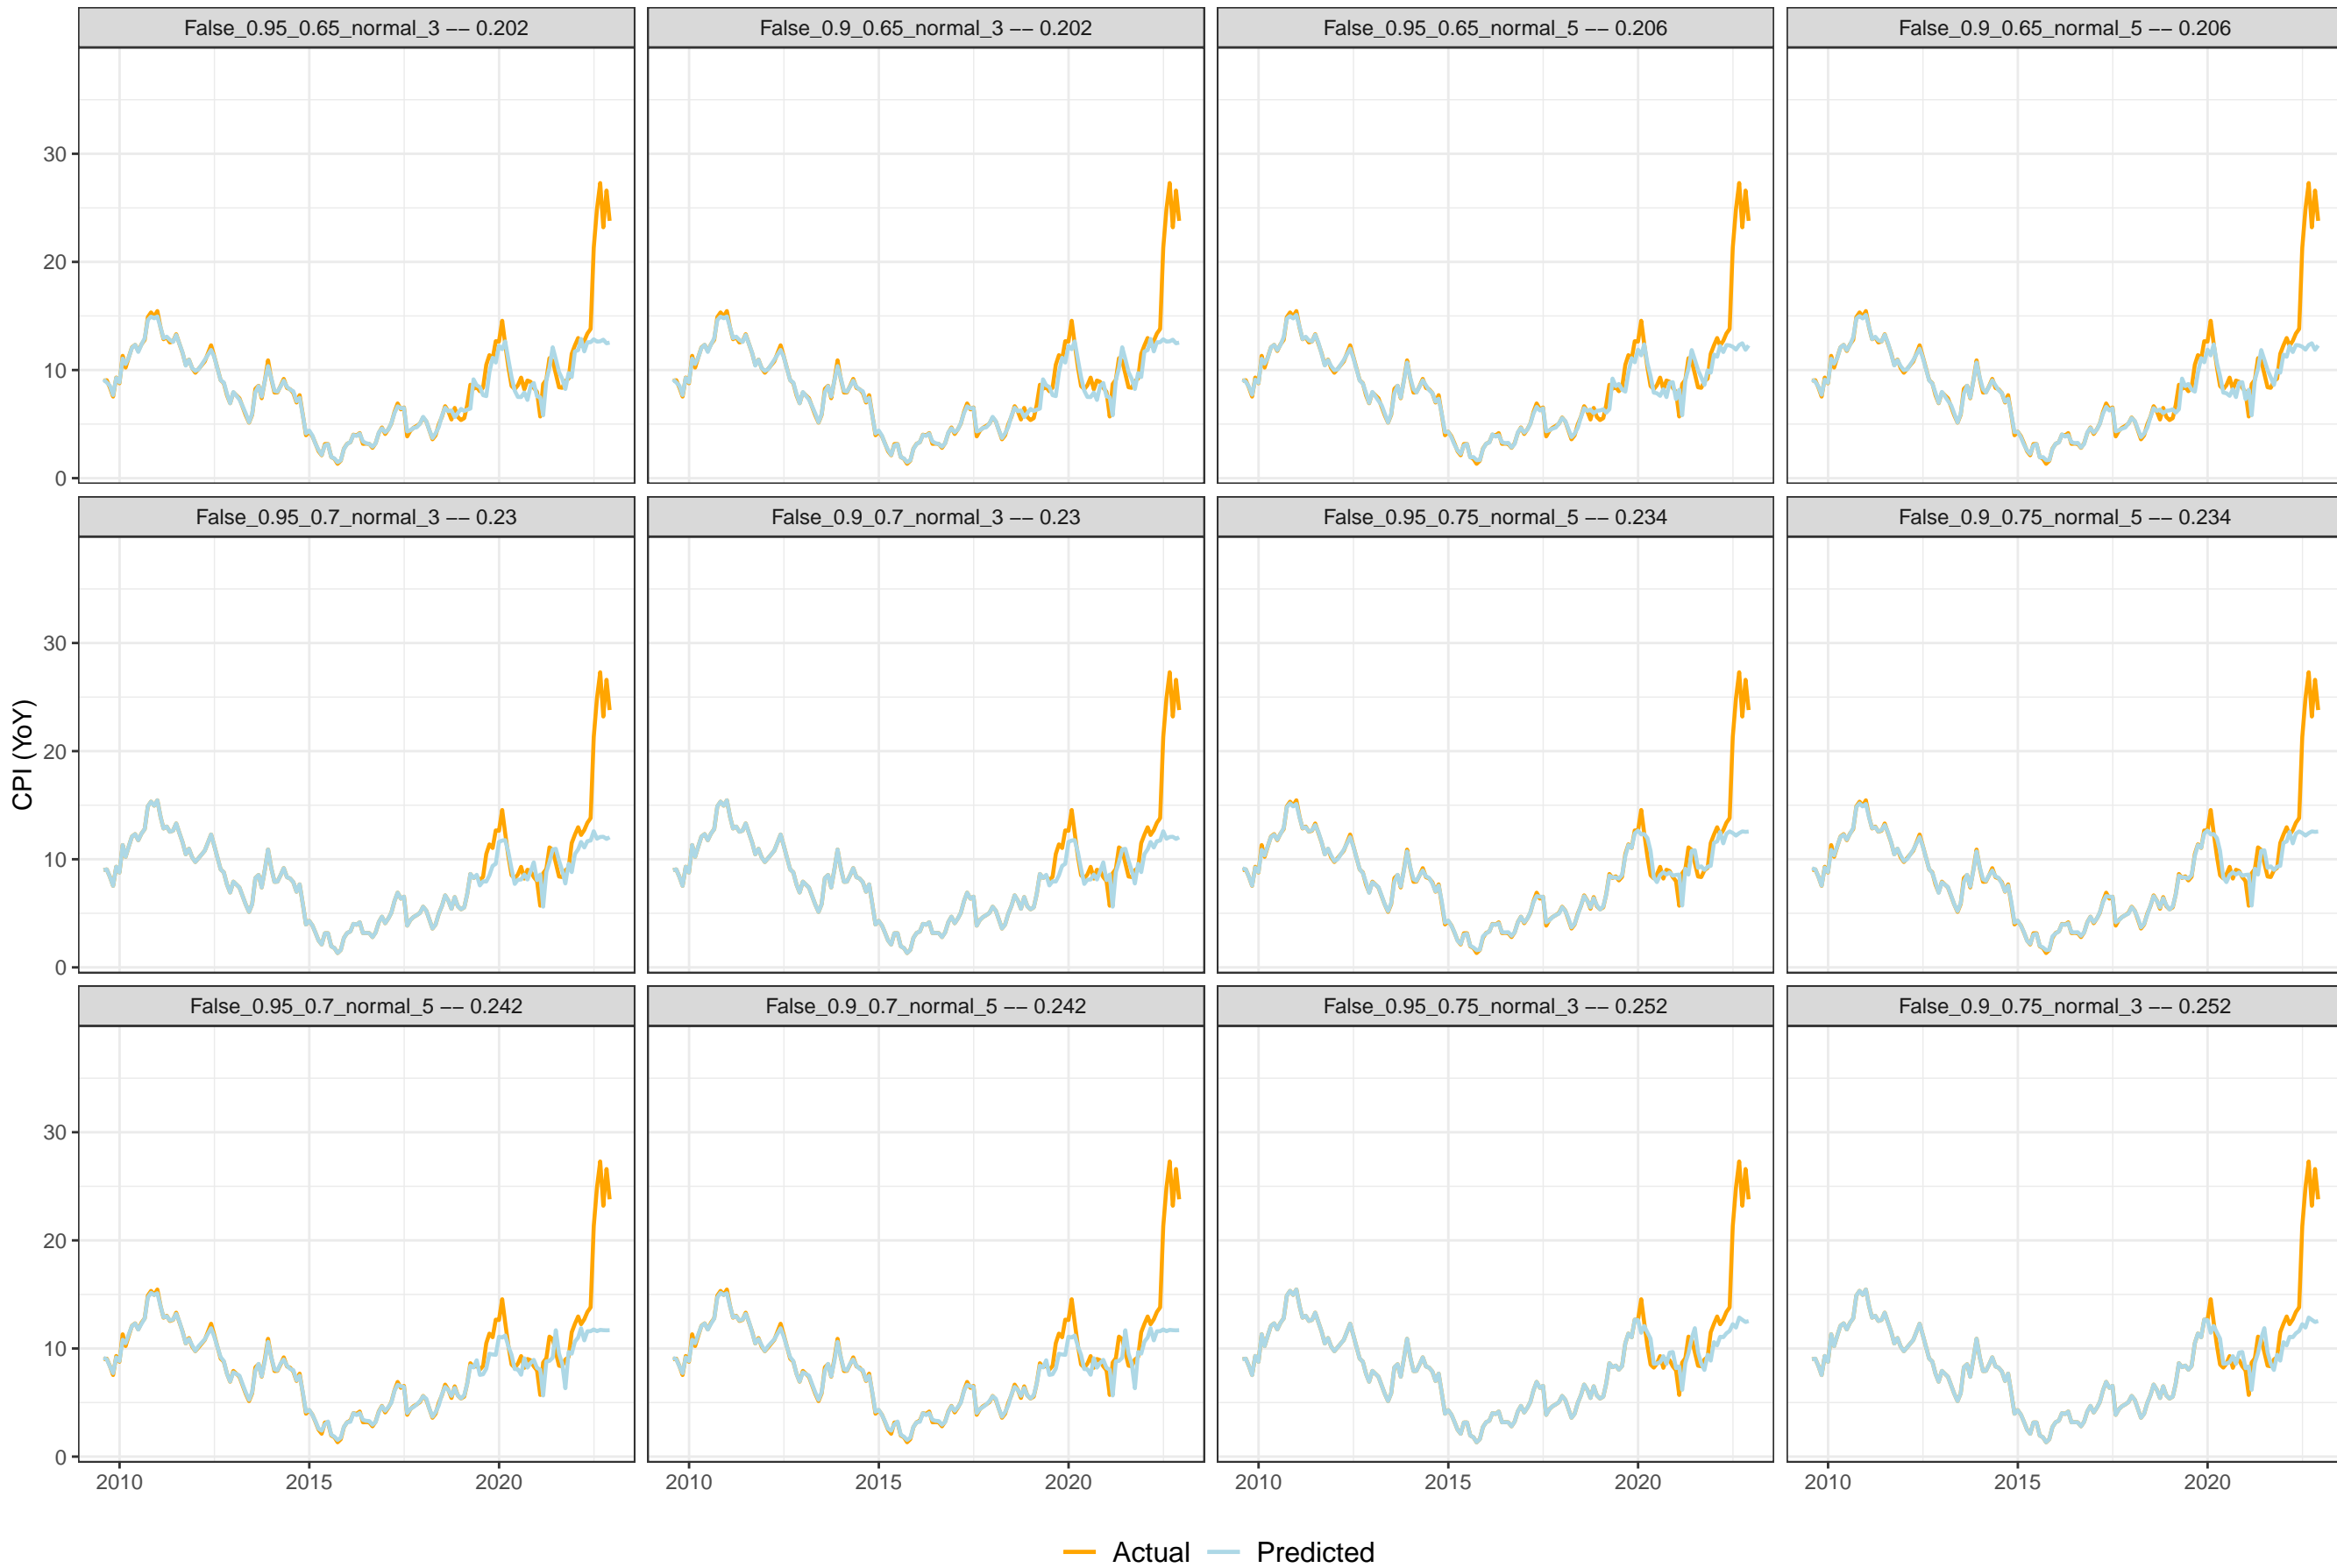 False_0.95_0.65_normal_3 −− 0.202
False_0.9_0.65_normal_3 −− 0.202
False_0.95_0.65_normal_5 −− 0.206
False_0.9_0.65_normal_5 −− 0.206
30
20
10
0
False_0.95_0.7_normal_3 −− 0.23
False_0.9_0.7_normal_3 −− 0.23
False_0.95_0.75_normal_5 −− 0.234
False_0.9_0.75_normal_5 −− 0.234
CPI (YoY)
30
20
10
0
False_0.95_0.7_normal_5 −− 0.242
False_0.9_0.7_normal_5 −− 0.242
False_0.95_0.75_normal_3 −− 0.252
False_0.9_0.75_normal_3 −− 0.252
30
20
10
0
2010 2015 2020
2010 2015 2020
2010 2015 2020
2010 2015 2020
Actual Predicted